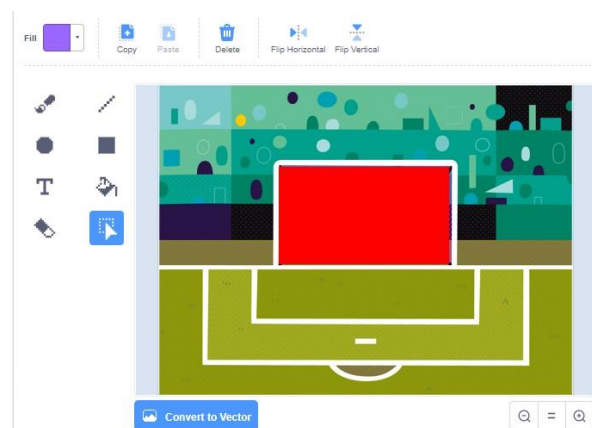 Fill
Copy Paste Delete Flip Horizontal Flip Vertical
T
Convert to Vector
=